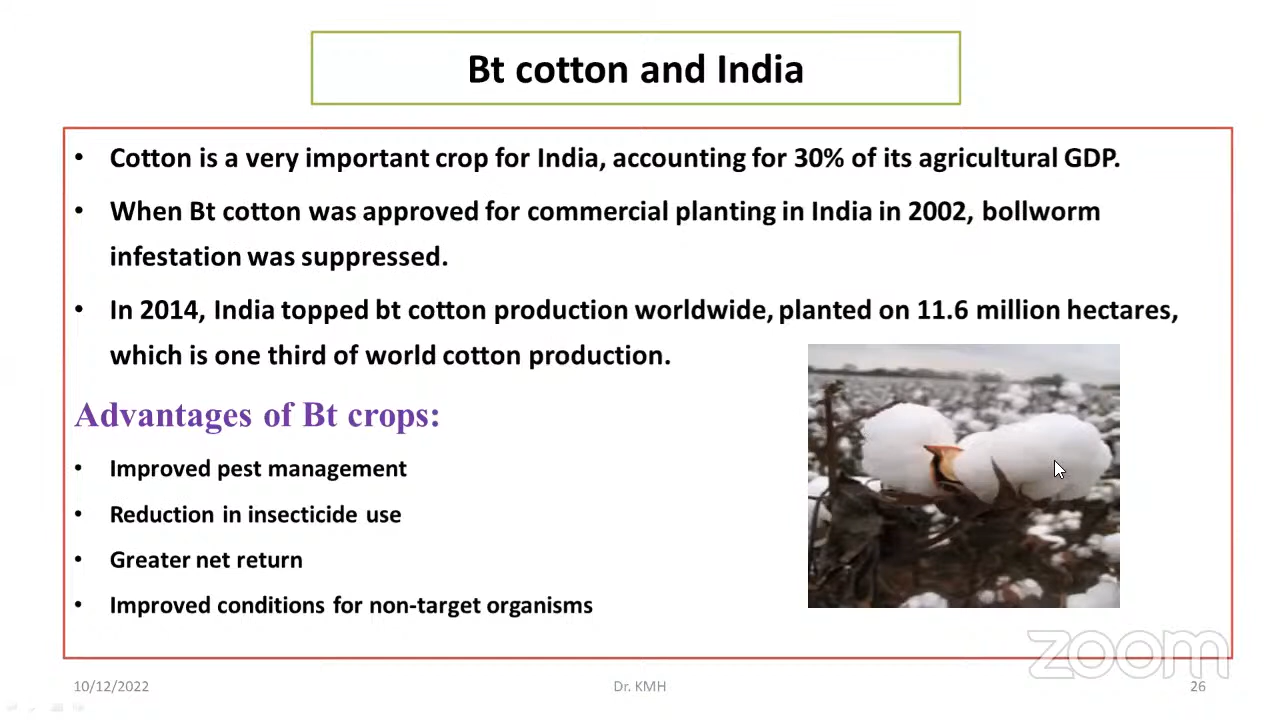 Bt cotton and India
• Cotton is a very important crop for India, accounting for 30% of its agricultural GDP.
• When Bt cotton was approved for commercial planting in India in 2002, bollworm
infestation was suppressed.
• In 2014, India topped bt cotton production worldwide, planted on 11.6 million hectares,
which is one third of world cotton production.
Advantages of Bt crops:
• Improved pest management
• Reduction in insecticide use
• Greater net return
• Improved conditions for non-target organisms
zoom
10/12/2022 Dr. KMH 26